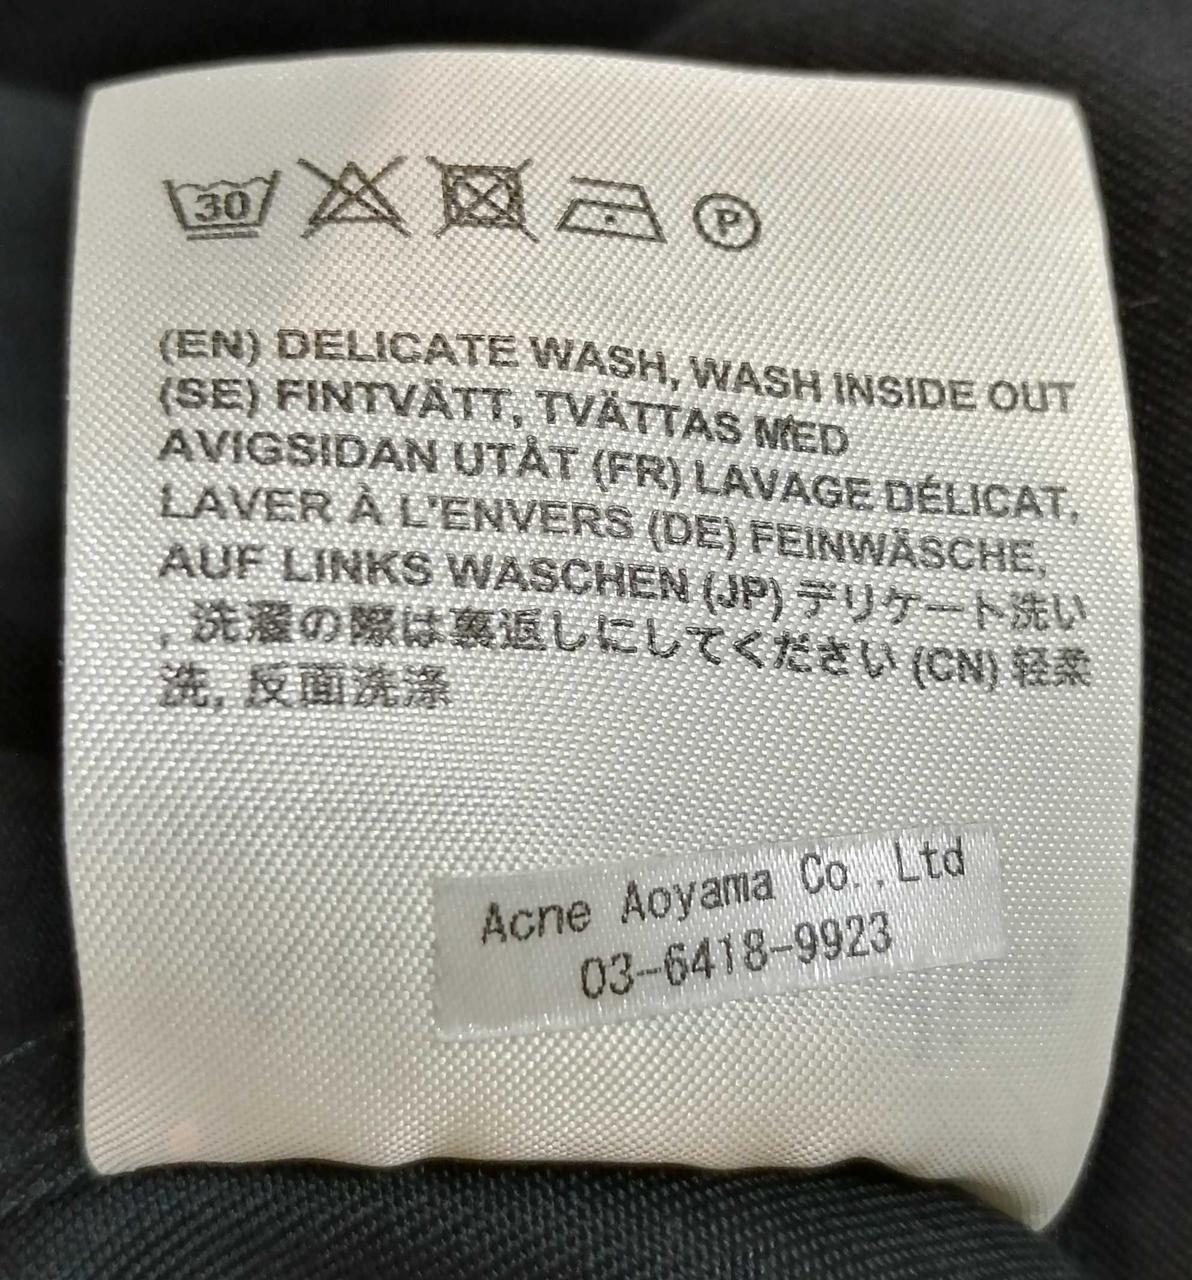 30
P
(EN) DELICATE WASH, WASH INSIDE OUT
(SE) FINTVÄTT, TVÄTTAS MED
AVIGSIDAN UTÅT (FR) LAVAGE DÉLICAT,
LAVER À L'ENVERS (DE) FEINWÄSCHE,
AUF LINKS WASCHEN (JP) デリケート洗い
, 洗濯の際は裏返しにしてください (CN) 轻柔
洗, 反面洗涤
Acne Aoyama Co.,Ltd
03-6418-9923